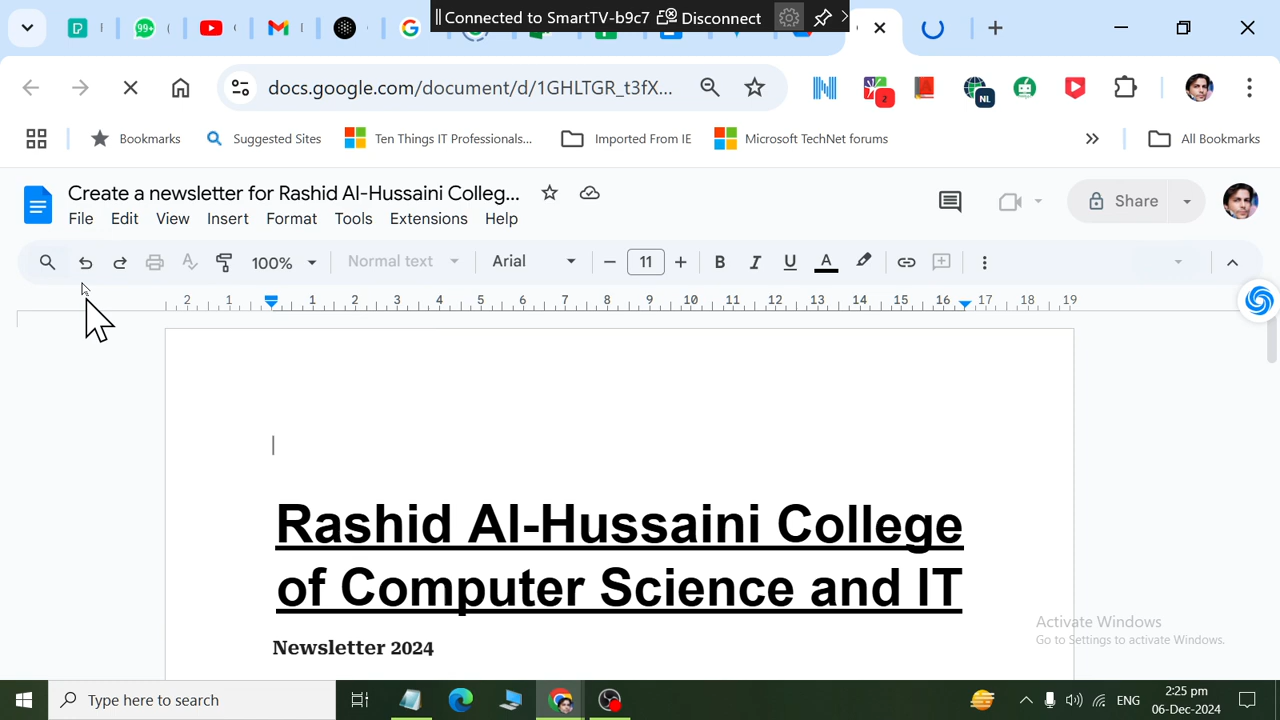 99+
Connected to SmartTV-b9c7 Disconnect
docs.google.com/document/d/1GHLTGR_t3fX...
2
NL
Bookmarks Suggested Sites Ten Things IT Professionals... Imported From IE Microsoft TechNet forums All Bookmarks
Create a newsletter for Rashid Al-Hussaini Colleg...
File Edit View Insert Format Tools Extensions Help
Share
100% Normal text Arial 11 B I U A
2 1 1 2 3 4 5 6 7 8 9 10 11 12 13 14 15 16 17 18 19
Rashid Al-Hussaini College
of Computer Science and IT
Newsletter 2024
Activate Windows
Go to Settings to activate Windows.
Type here to search
ENG
2:25 pm
06-Dec-2024